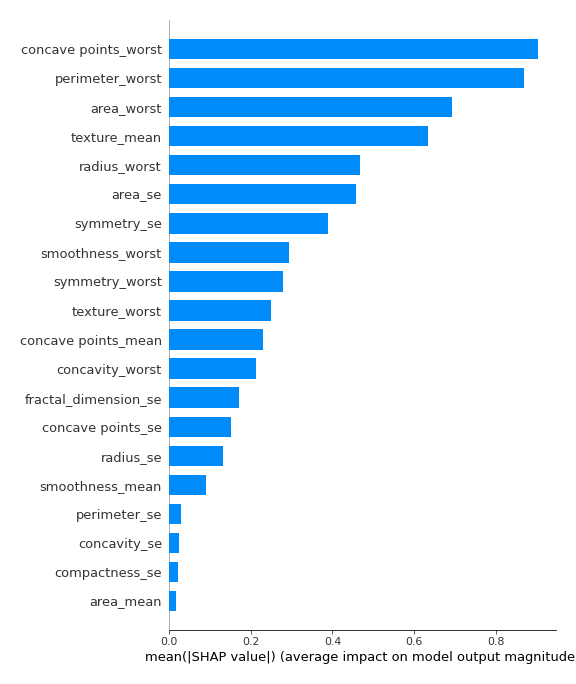 concave points_worst
perimeter_worst
area_worst
texture_mean
radius_worst
area_se
symmetry_se
smoothness_worst
symmetry_worst
texture_worst
concave points_mean
concavity_worst
fractal_dimension_se
concave points_se
radius_se
smoothness_mean
perimeter_se
concavity_se
compactness_se
area_mean
0.0 0.2 0.4 0.6 0.8
mean(|SHAP value|) (average impact on model output magnitude